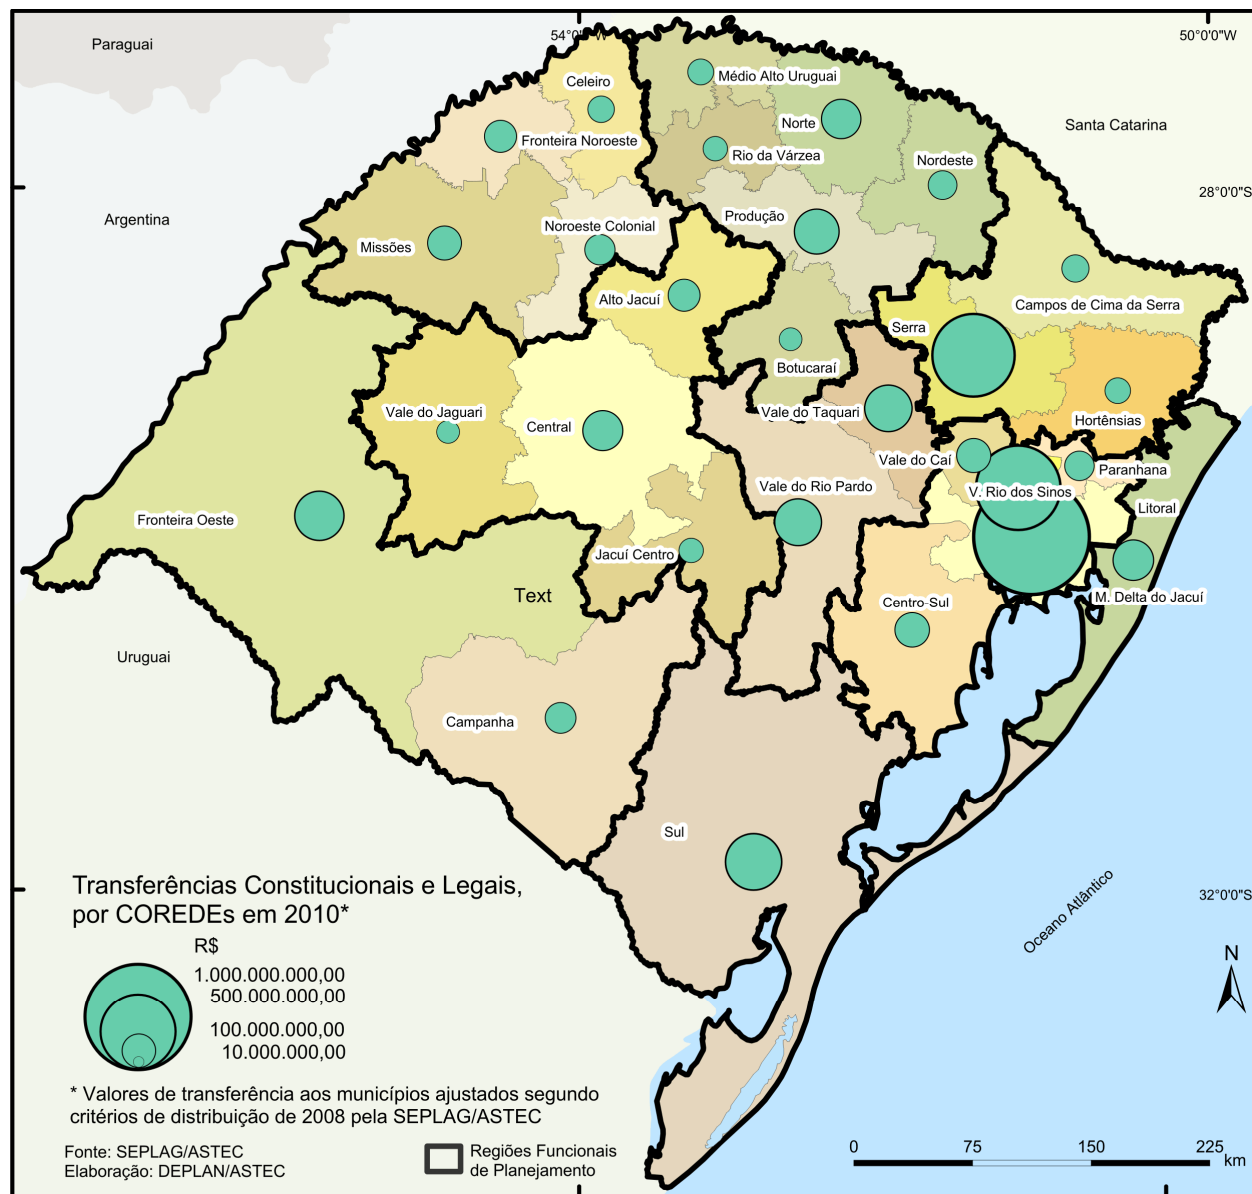 Paraguai
54°0'0"W
50°0'0"W
Celeiro
Médio Alto Uruguai
Norte
Santa Catarina
Fronteira Noroeste
Rio da Várzea
Nordeste
28°0'0"S
Argentina
Noroeste Colonial
Produção
Missões
Alto Jacuí
Campos de Cima da Serra
Serra
Botucaraí
Vale do Jaguari
Central
Vale do Taquari
Hortênsias
Vale do Caí
Paranhana
Vale do Rio Pardo
V. Rio dos Sinos
Litoral
Fronteira Oeste
Jacuí Centro
Text
Centro-Sul
M. Delta do Jacuí
Uruguai
Campanha
Sul
Oceano Atlântico
32°0'0"S
N
Transferências Constitucionais e Legais,
por COREDEs em 2010*
R$
1.000.000.000,00
500.000.000,00
100.000.000,00
10.000.000,00
* Valores de transferência aos municípios ajustados segundo
critérios de distribuição de 2008 pela SEPLAG/ASTEC
Fonte: SEPLAG/ASTEC
Elaboração: DEPLAN/ASTEC
Regiões Funcionais
de Planejamento
0 75 150 225
km